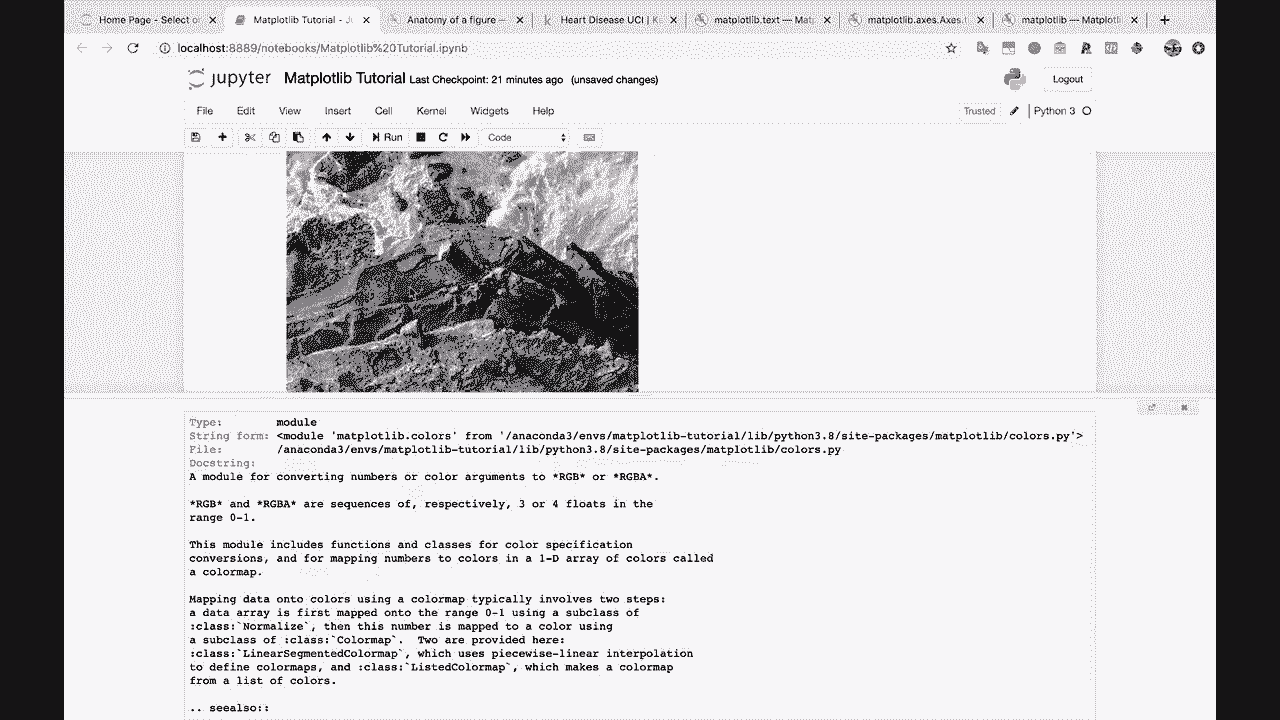 Home Page - Select o
Matplotlib Tutorial - J
Anatomy of a figure —
Heart Disease UCI | K
matplotlib.text — Mat
matplotlib.axes.Axes.
matplotlib — Matplotl
localhost:8889/notebooks/Matplotlib%20Tutorial.ipynb
jupyter Matplotlib Tutorial Last Checkpoint: 21 minutes ago (unsaved changes)
Logout
File Edit View Insert Cell Kernel Widgets Help
Trusted
Python 3
Run
Code
Type: module
String form: <module 'matplotlib.colors' from '/anaconda3/envs/matplotlib-tutorial/lib/python3.8/site-packages/matplotlib/colors.py'>
File: /anaconda3/envs/matplotlib-tutorial/lib/python3.8/site-packages/matplotlib/colors.py
Docstring:
A module for converting numbers or color arguments to *RGB* or *RGBA*.
*RGB* and *RGBA* are sequences of, respectively, 3 or 4 floats in the
range 0-1.
This module includes functions and classes for color specification
conversions, and for mapping numbers to colors in a 1-D array of colors called
a colormap.
Mapping data onto colors using a colormap typically involves two steps:
a data array is first mapped onto the range 0-1 using a subclass of
:class:`Normalize`, then this number is mapped to a color using
a subclass of :class:`Colormap`.  Two are provided here:
:class:`LinearSegmentedColormap`, which uses piecewise-linear interpolation
to define colormaps, and :class:`ListedColormap`, which makes a colormap
from a list of colors.
.. seealso::